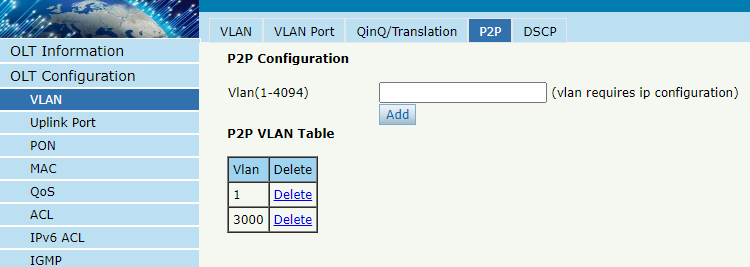 VLAN VLAN Port QinQ/Translation P2P DSCP
OLT Information
OLT Configuration
VLAN
Uplink Port
PON
MAC
QoS
ACL
IPv6 ACL
IGMP
P2P Configuration
Vlan(1-4094) (vlan requires ip configuration)
Add
P2P VLAN Table
Vlan Delete
1 Delete
3000 Delete